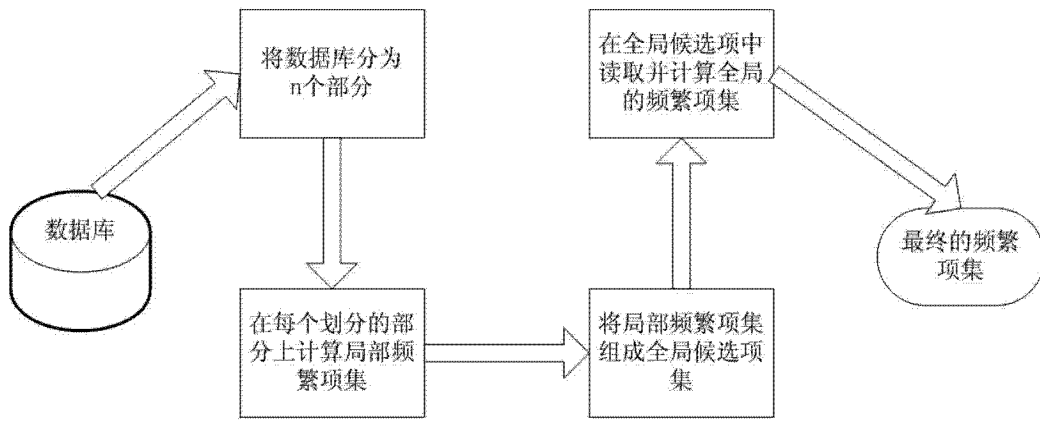 数据库
将数据库分为
n个部分
在每个划分的部
分上计算局部频
繁项集
将局部频繁项集
组成全局候选项
集
在全局候选项中
读取并计算全局
的频繁项集
最终的频繁
项集